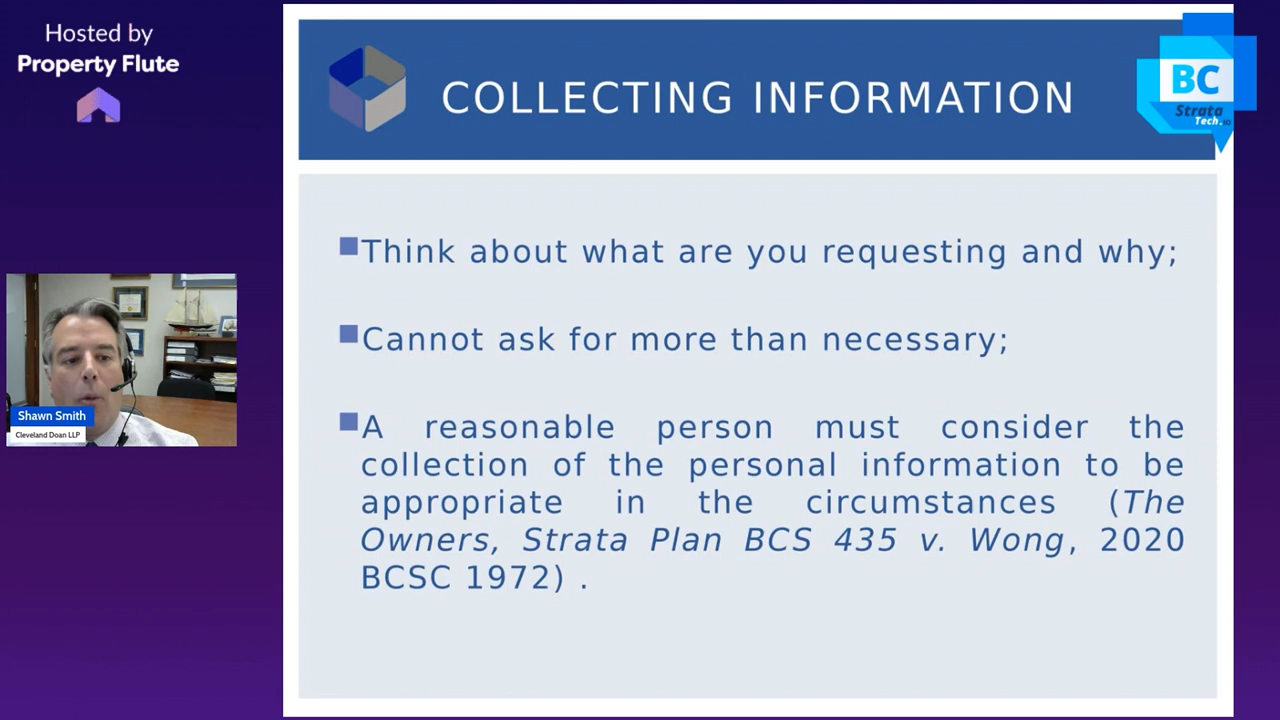 Hosted by
Property Flute
COLLECTING INFORMATION
BC
Strata
Tech.io
Think about what are you requesting and why;
Cannot ask for more than necessary;
A reasonable person must consider the
collection of the personal information to be
appropriate in the circumstances (The
Owners, Strata Plan BCS 435 v. Wong, 2020
BCSC 1972) .
Shawn Smith
Cleveland Doan LLP